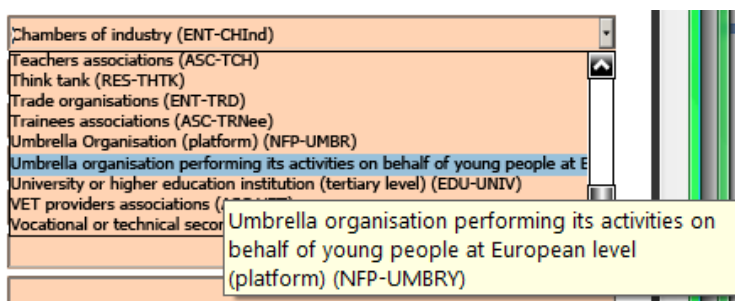 Chambers of industry (ENT-CHInd)
Teachers associations (ASC-TCH)
Think tank (RES-THTK)
Trade organisations (ENT-TRD)
Trainees associations (ASC-TRNee)
Umbrella Organisation (platform) (NFP-UMBR)
Umbrella organisation performing its activities on behalf of young people at E
University or higher education institution (tertiary level) (EDU-UNIV)
VET providers associations
Vocational or technical secon
Umbrella organisation performing its activities on
behalf of young people at European level
(platform) (NFP-UMBRY)